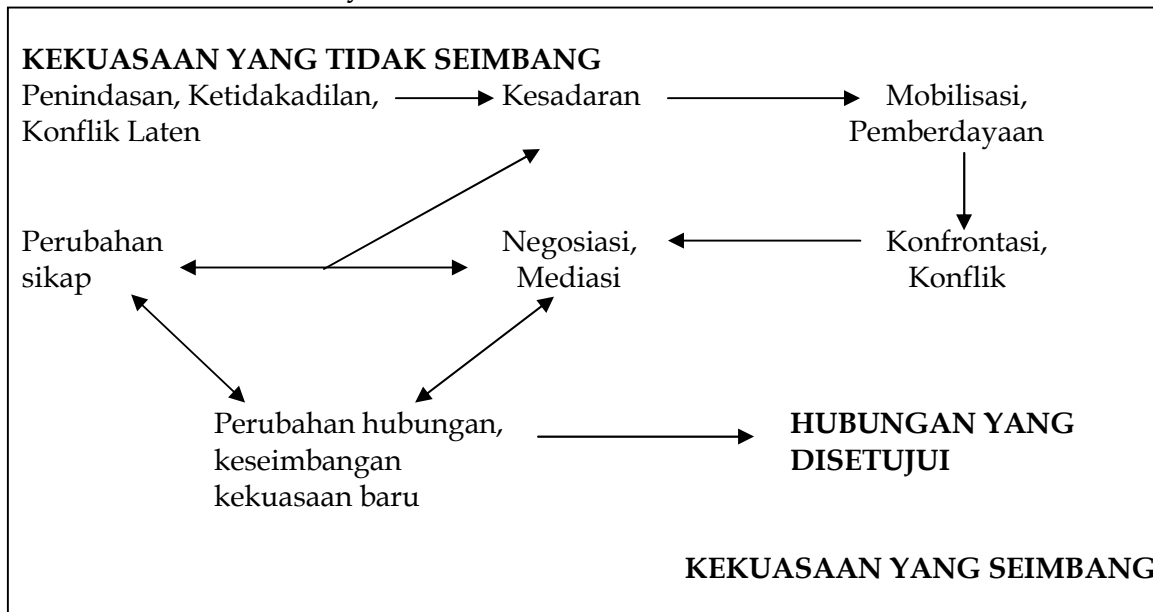 KEKUASAAN YANG TIDAK SEIMBANG
Penindasan, Ketidakadilan,
Konflik Laten
Kesadaran
Mobilisasi,
Pemberdayaan
Perubahan
sikap
Negosiasi,
Mediasi
Konfrontasi,
Konflik
Perubahan hubungan,
keseimbangan
kekuasaan baru
HUBUNGAN YANG
DISETUJUI
KEKUASAAN YANG SEIMBANG